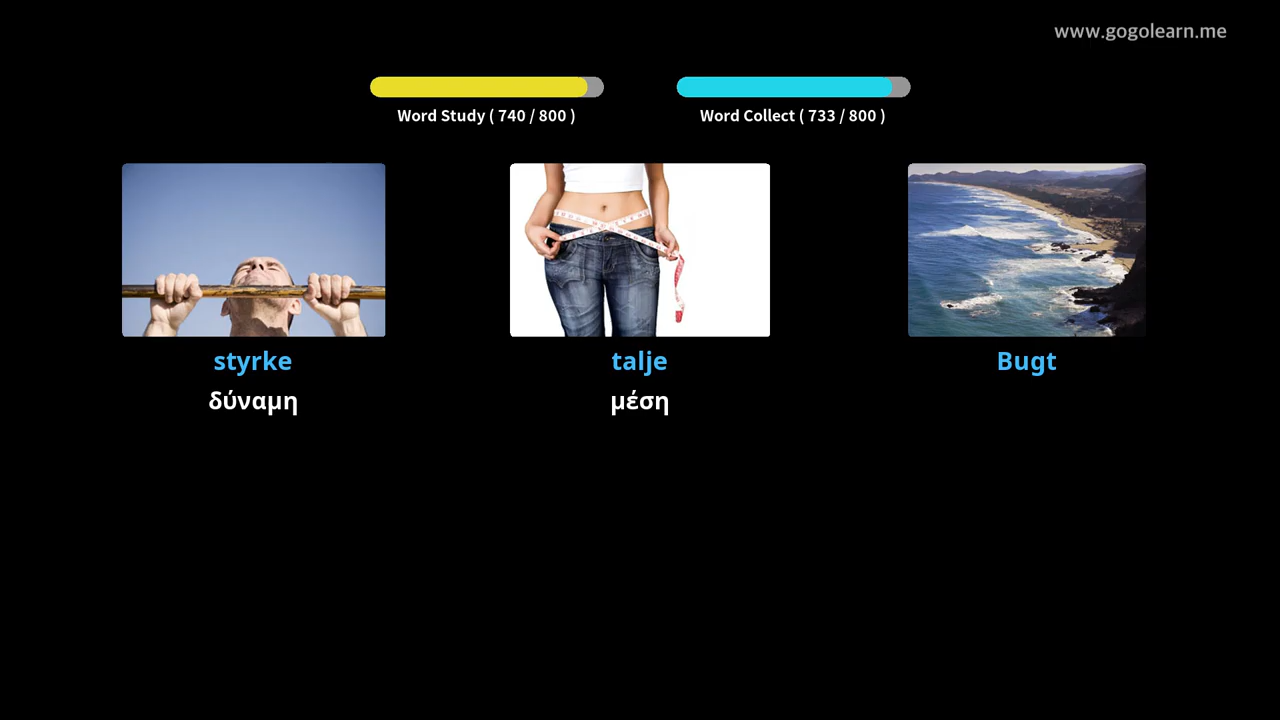 www.gogolearn.me
Word Study ( 740 / 800 )
Word Collect ( 733 / 800 )
styrke
talje
Bugt
δύναμη
μέση